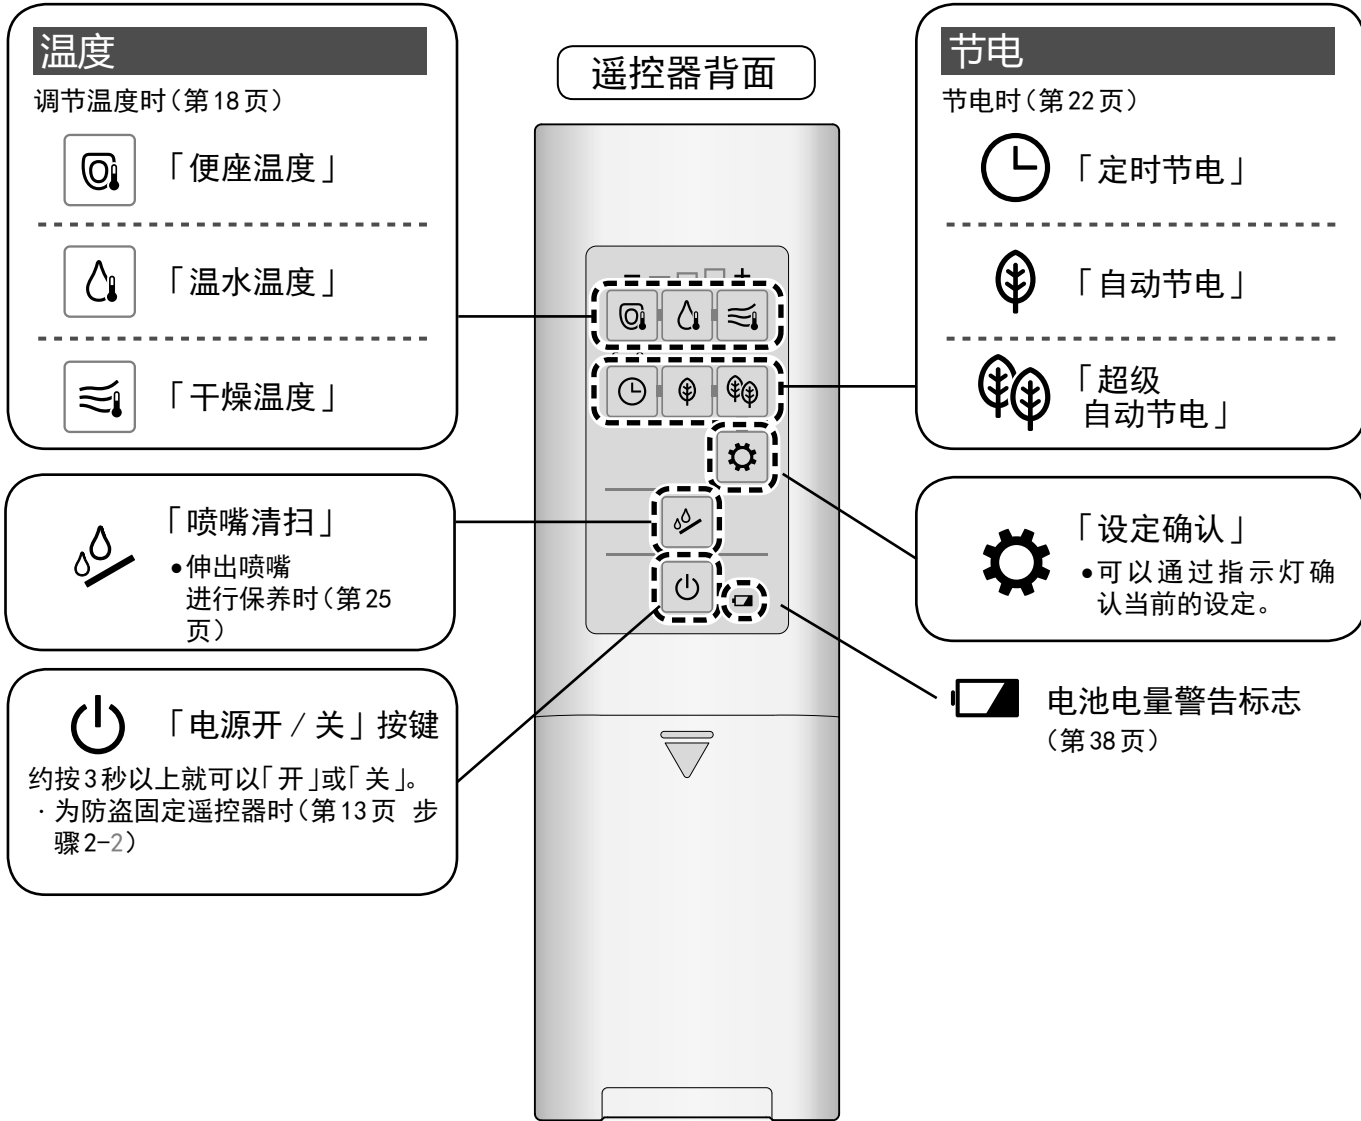 温度
调节温度时（第18页）
「便座温度」
「温水温度」
「干燥温度」
「喷嘴清扫」
•伸出喷嘴
进行保养时（第25
页）
「电源开／关」按键
约按3秒以上就可以「开」或「关」。
·为防盗固定遥控器时（第13页 步
骤2-2）
遥控器背面
− +
节电
节电时（第22页）
「定时节电」
「自动节电」
「超级
自动节电」
「设定确认」
•可以通过指示灯确
认当前的设定。
电池电量警告标志
（第38页）